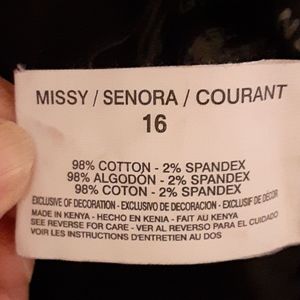 MISSY / SENORA / COURANT
16
98% COTTON - 2% SPANDEX
98% ALGODÓN - 2% SPANDEX
98% COTON - 2% SPANDEX
EXCLUSIVE OF DECORATION - EXCLUSIVO DE DECORACION - EXCLUSIF DE DÉCOR
MADE IN KENYA - HECHO EN KENIA - FAIT AU KENYA
SEE REVERSE FOR CARE - VER AL REVERSO PARA EL CUIDADO
VOIR LES INSTRUCTIONS D'ENTRETIEN AU DOS